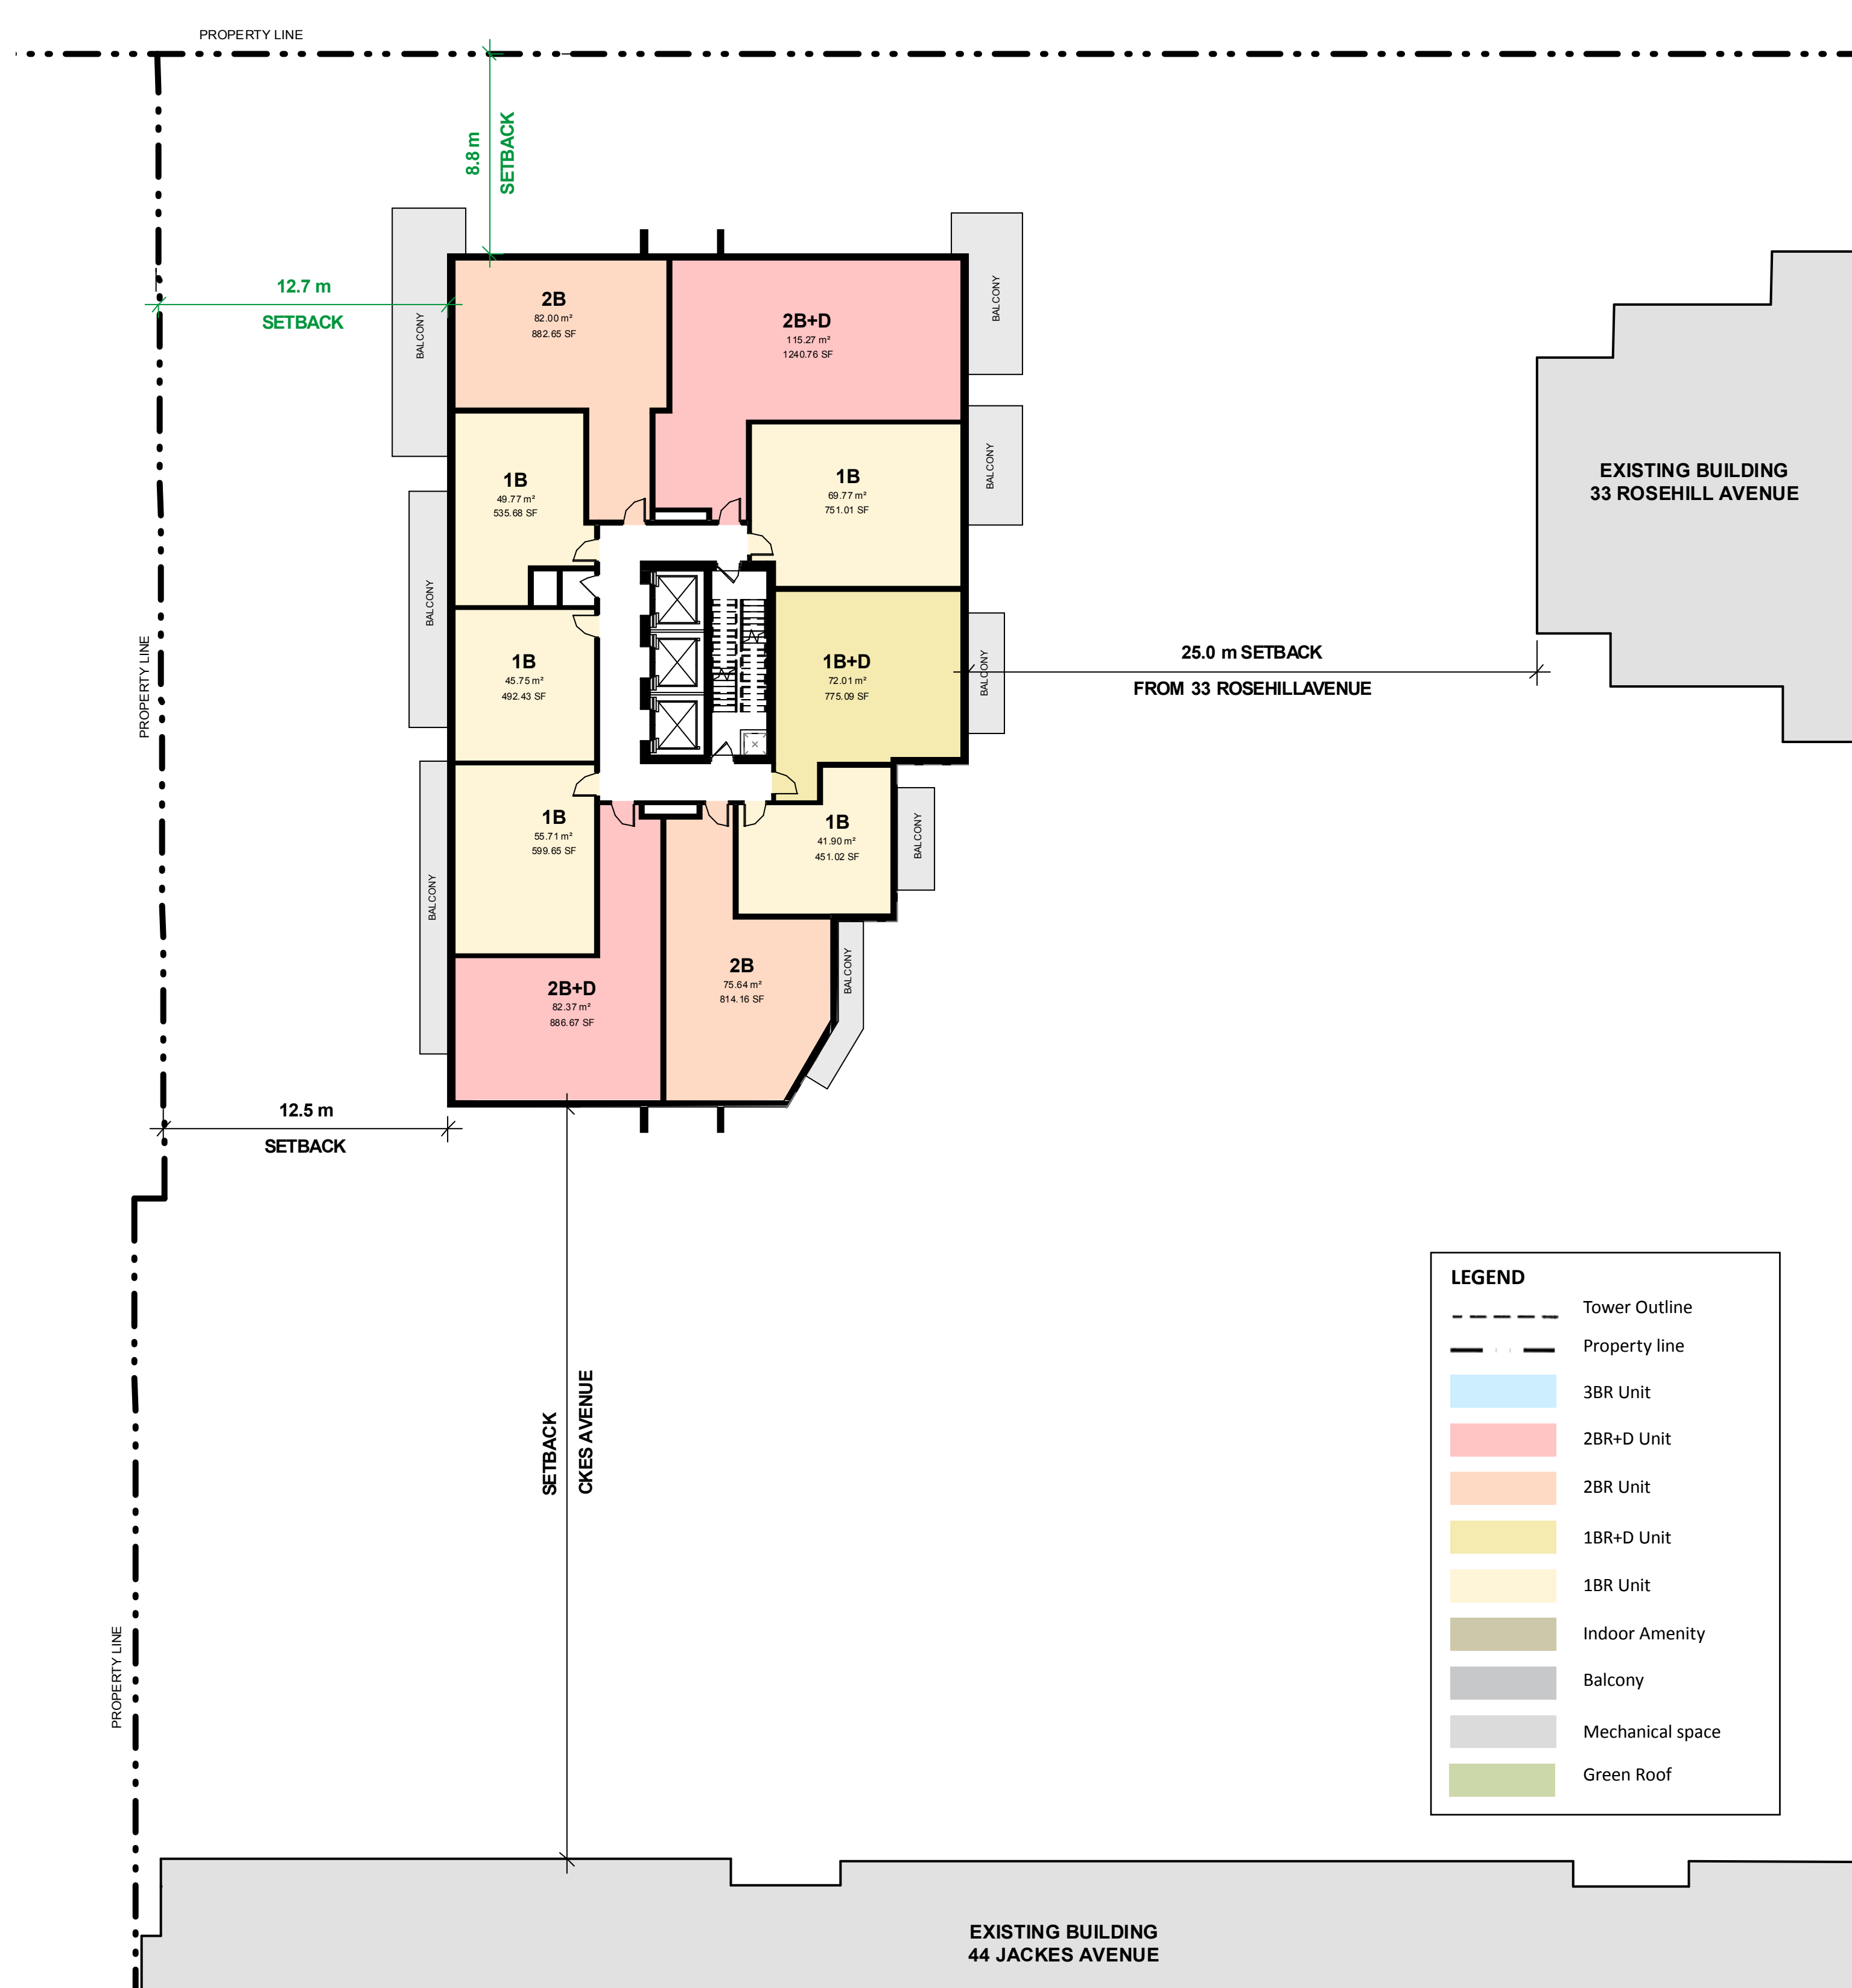 PROPERTY LINE
8.8 m
SETBACK
12.7 m
SETBACK
BALCONY
2B
82.00 m²
882.65 SF
2B+D
115.27 m²
1240.76 SF
BALCONY
1B
49.77 m²
535.68 SF
1B
69.77 m²
751.01 SF
BALCONY
EXISTING BUILDING
33 ROSEHILL AVENUE
BALCONY
PROPERTY LINE
1B
45.75 m²
492.43 SF
1B+D
72.01 m²
775.09 SF
BALCONY
25.0 m SETBACK
FROM 33 ROSEHILLAVENUE
BALCONY
1B
55.71 m²
599.65 SF
1B
41.90 m²
451.02 SF
BALCONY
2B+D
82.37 m²
886.67 SF
2B
75.64 m²
814.16 SF
BALCONY
12.5 m
SETBACK
SETBACK
CKES AVENUE
PROPERTY LINE
LEGEND
Tower Outline
Property line
3BR Unit
2BR+D Unit
2BR Unit
1BR+D Unit
1BR Unit
Indoor Amenity
Balcony
Mechanical space
Green Roof
EXISTING BUILDING
44 JACKES AVENUE